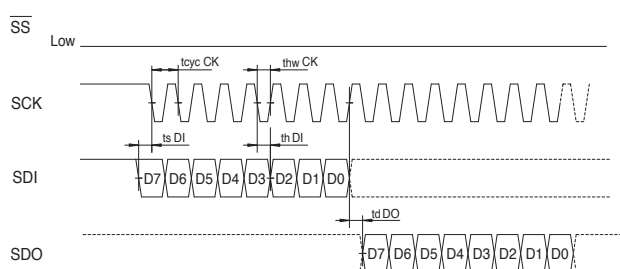 SS
Low
tcyc CK
thw CK
SCK
ts DI
th DI
SDI
D7 D6 D5 D4 D3 D2 D1 D0
td DO
SDO
D7 D6 D5 D4 D3 D2 D1 D0